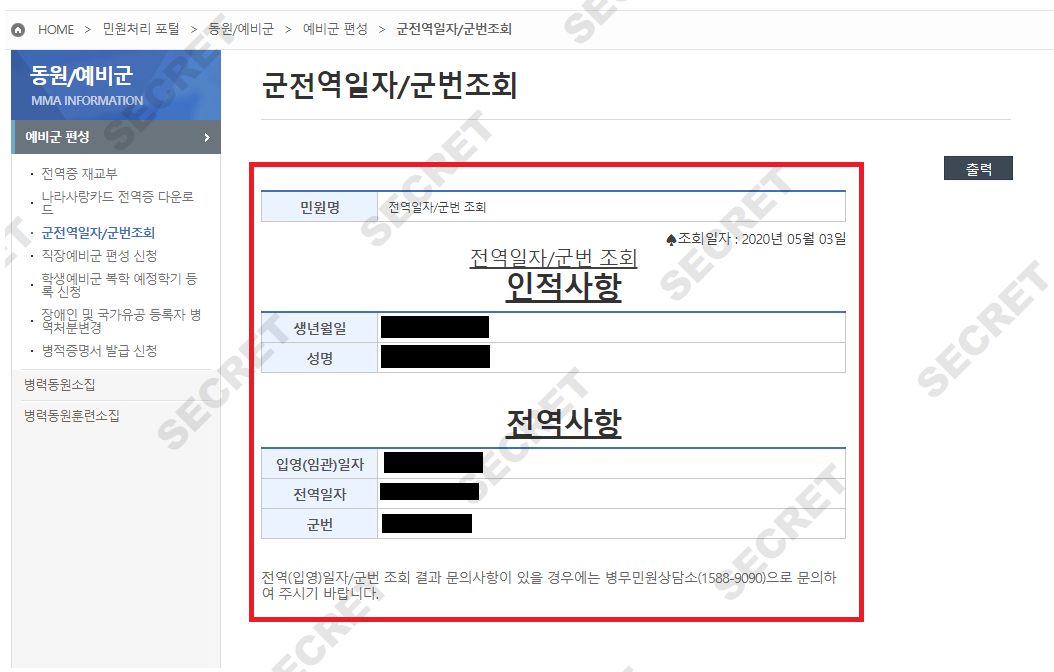 HOME > 민원처리 포털 > 동원/예비군 > 예비군 편성 > 군전역일자/군번조회
동원/예비군
MMA INFORMATION
예비군 편성
· 전역증 재교부
· 나라사랑카드 전역증 다운로
드
· 군전역일자/군번조회
· 직장예비군 편성 신청
· 학생예비군 복학 예정학기 등
록 신청
· 장애인 및 국가유공 등록자 병
역처분변경
· 병적증명서 발급 신청
병력동원소집
병력동원훈련소집
군전역일자/군번조회
출력
민원명 전역일자/군번 조회
♠조회일자 : 2020년 05월 03일
전역일자/군번 조회
인적사항
생년월일
성명
전역사항
입영(임관)일자
전역일자
군번
전역(입영)일자/군번 조회 결과 문의사항이 있을 경우에는 병무민원상담소(1588-9090)으로 문의하
여 주시기 바랍니다.
SECRET
SECRET
SECRET
SECRET
SECRET
SECRET
SECRET
SECRET
SECRET